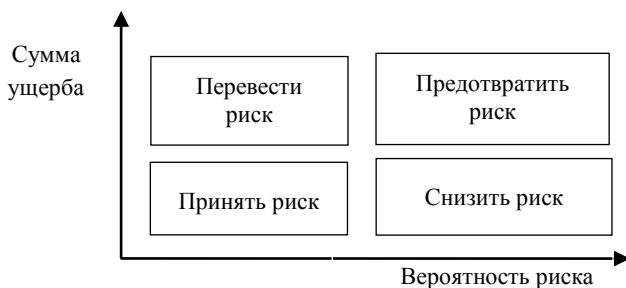 Сумма
ущерба
Перевести
риск
Предотвратить
риск
Принять риск
Снизить риск
Вероятность риска